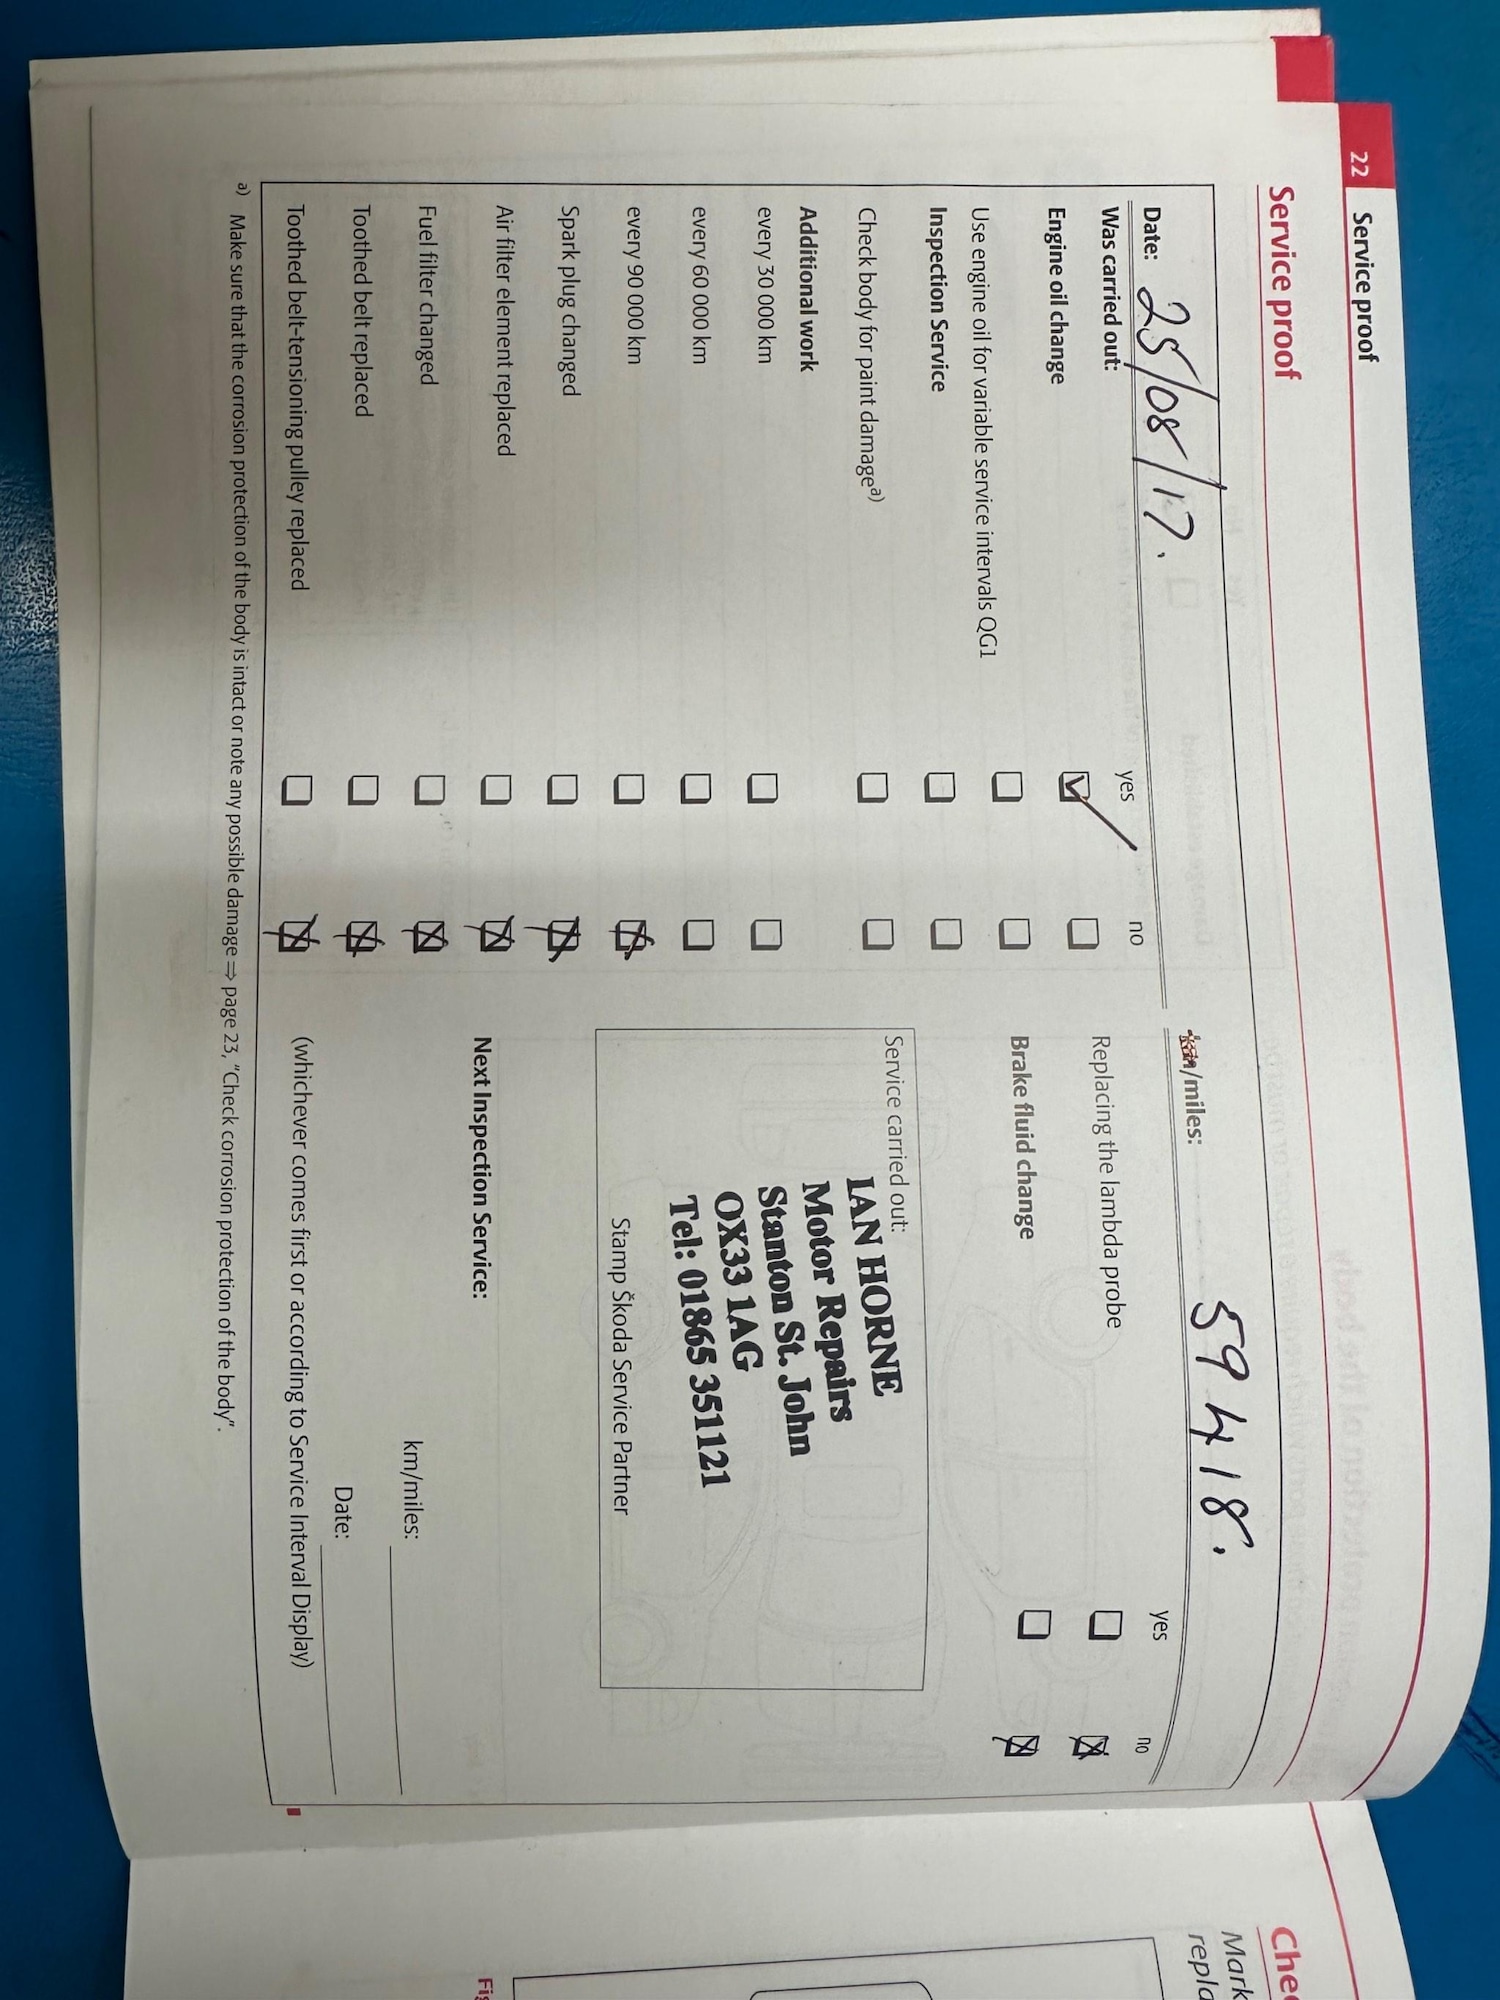 22 Service proof
Service proof
Date: 25/08/17. km/miles: 59418.
Was carried out: yes no yes no
Engine oil change Replacing the lambda probe
Use engine oil for variable service intervals QG1 Brake fluid change
Inspection Service
Check body for paint damage a) Service carried out:
IAN HORNE
Additional work Motor Repairs
every 30 000 km Stanton St. John
OX33 1AG
every 60 000 km Tel: 01865 351121
every 90 000 km Stamp Škoda Service Partner
Spark plug changed
Air filter element replaced Next Inspection Service:
Fuel filter changed km/miles:
Toothed belt replaced Date:
Toothed belt-tensioning pulley replaced (whichever comes first or according to Service Interval Display)
a) Make sure that the corrosion protection of the body is intact or note any possible damage ⇒ page 23, "Check corrosion protection of the body".
Mark